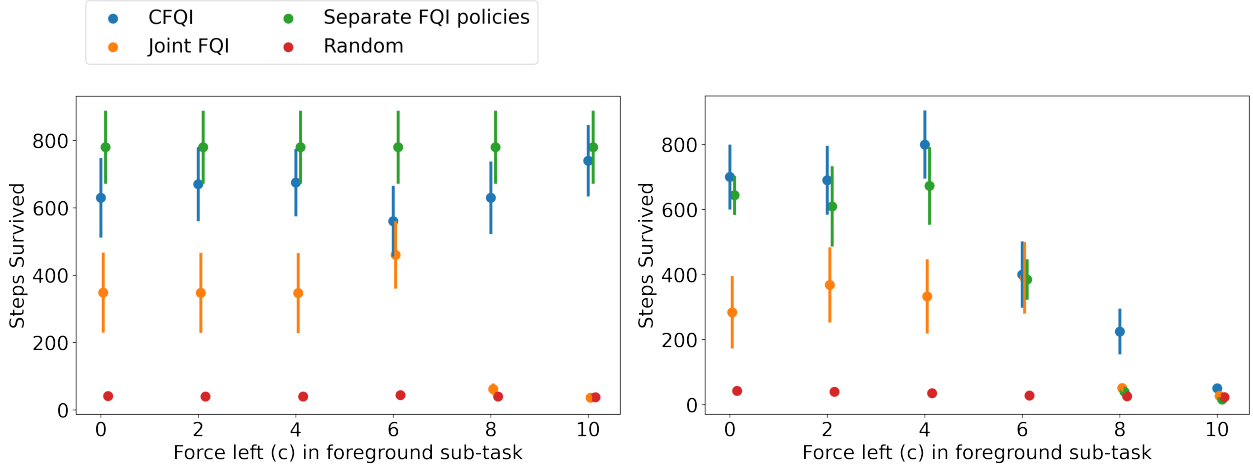 CFQI
Joint FQI
Separate FQI policies
Random
Steps Survived
800
600
400
200
0
0 2 4 6 8 10
Force left (c) in foreground sub-task
Steps Survived
800
600
400
200
0
0 2 4 6 8 10
Force left (c) in foreground sub-task